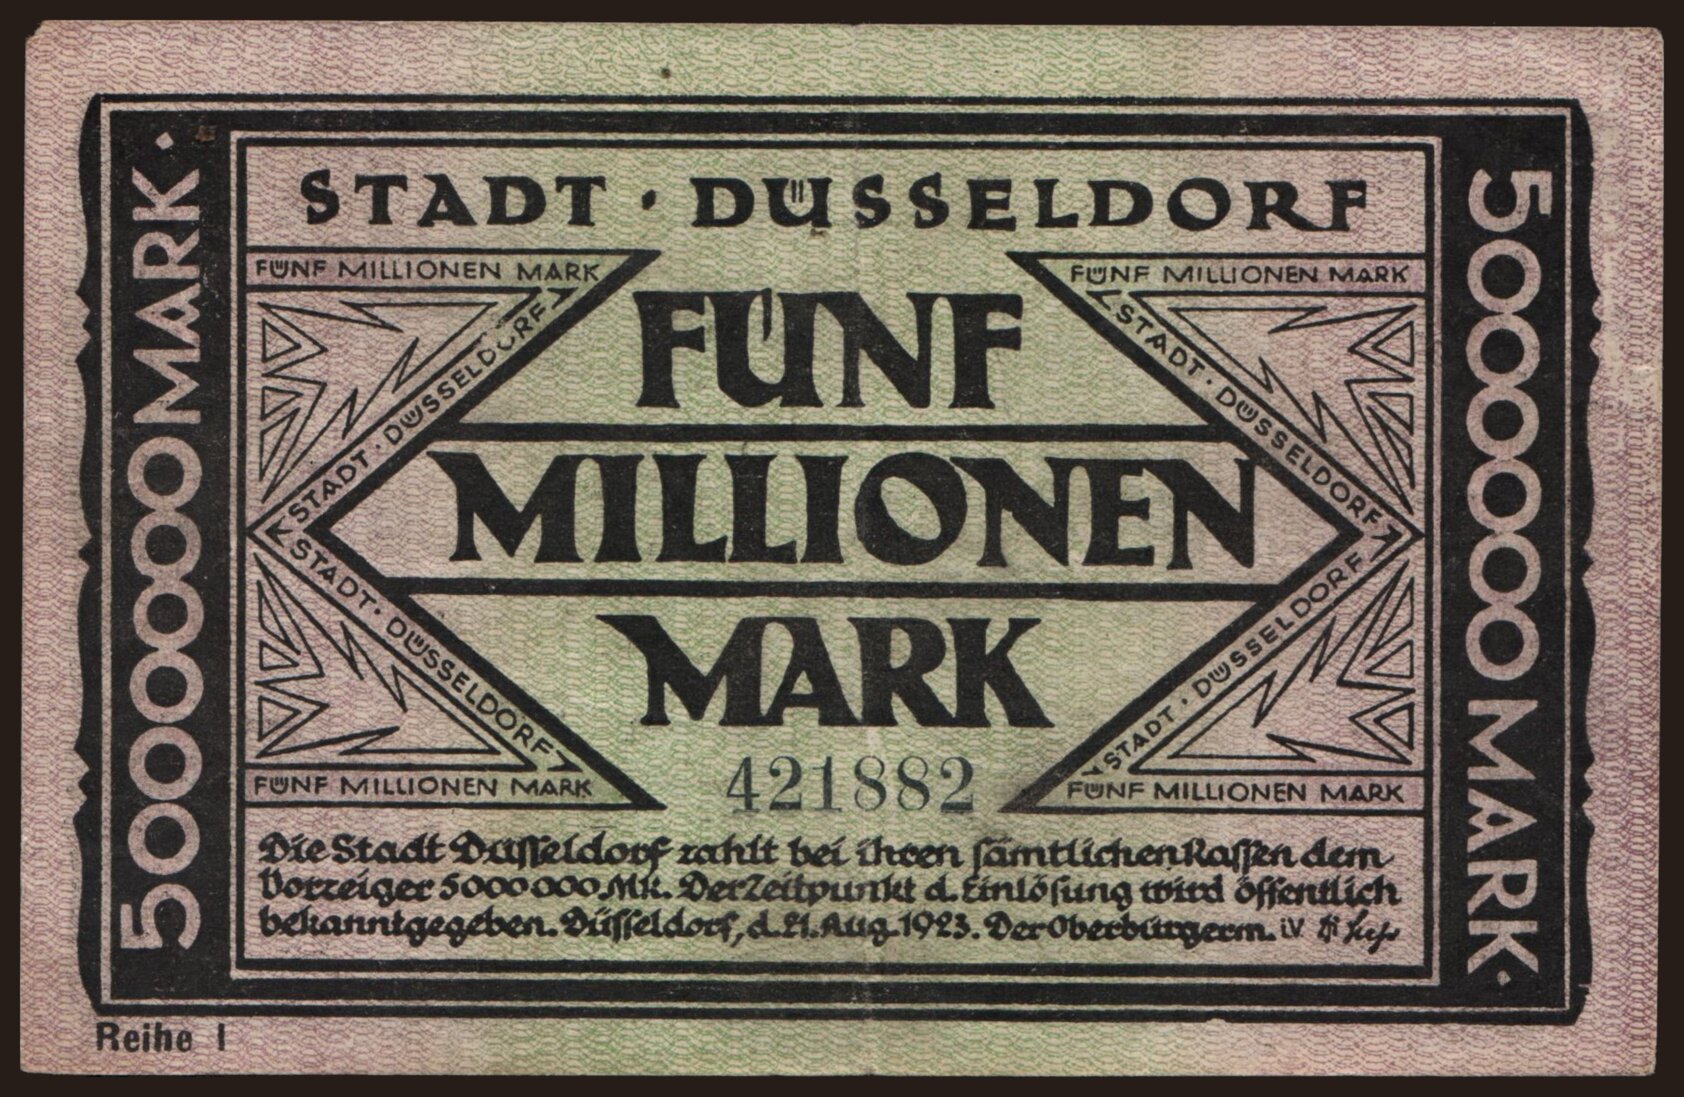 STADT · DÜSSELDORF
FÜNF MILLIONEN MARK
FÜNF MILLIONEN MARK
STADT · DÜSSELDORF
STADT · DÜSSELDORF
FÜNF
MILLIONEN
MARK
STADT · DÜSSELDORF
STADT · DÜSSELDORF
421882
FÜNF MILLIONEN MARK
FÜNF MILLIONEN MARK
5000000 MARK ·
5000000 MARK ·
Die Stadt Düsseldorf zahlt bei ihren sämtlichen Kassen dem
Vorzeiger 5000000 Mk. Der Zeitpunkt d. Einlösung wird öffentlich
bekanntgegeben. Düsseldorf, d. 21. Aug. 1923. Der Oberbürgerm. iV
Reihe I